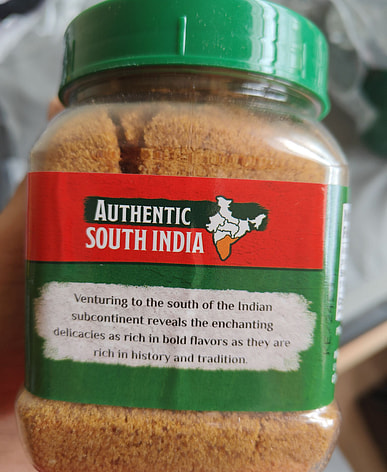 AUTHENTIC
SOUTH INDIA
Venturing to the south of the Indian
subcontinent reveals the enchanting
delicacies as rich in bold flavors as they are
rich in history and tradition.